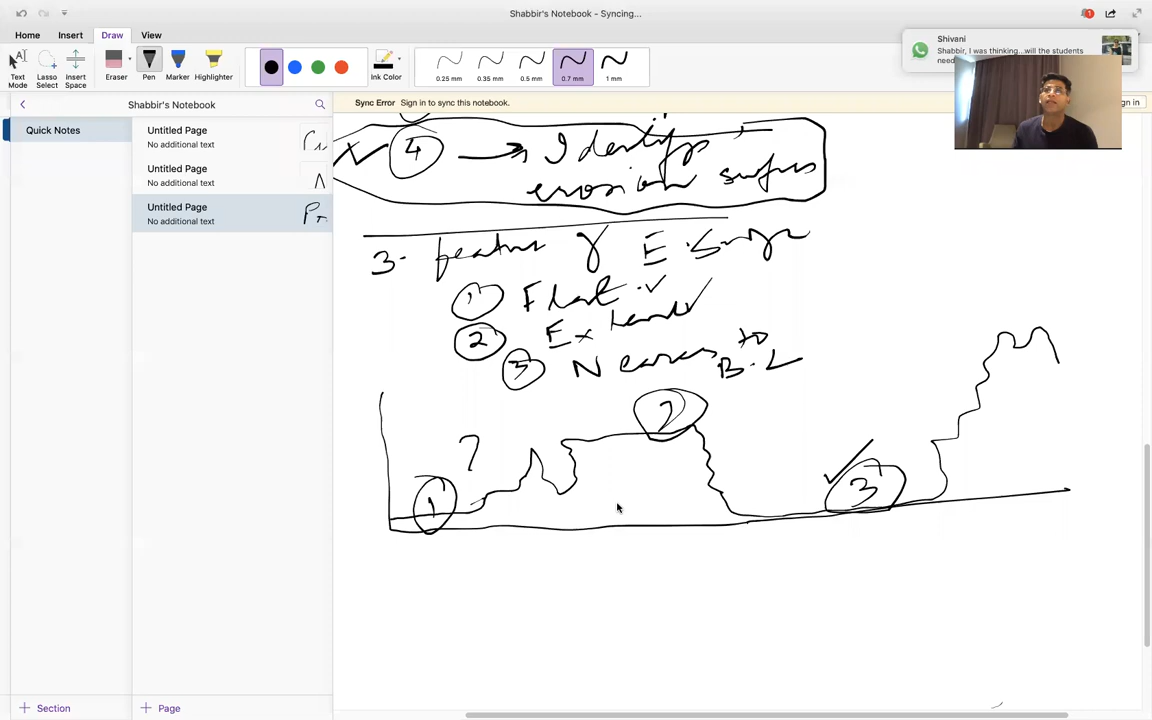 Shabbir's Notebook - Syncing...
Home Insert Draw View
Shivani
Shabbir, I was thinking...will the students
need
Text Mode
Lasso Select
Insert Space
Eraser
Pen
Marker
Highlighter
Ink Color
0.25 mm
0.35 mm
0.5 mm
0.7 mm
1 mm
Shabbir's Notebook
Sync Error Sign in to sync this notebook.
n in
Quick Notes
Untitled Page
No additional text
Untitled Page
No additional text
Untitled Page
No additional text
4 → Identify
erosion
3.
E.
1 Flat
2
3 Nearness to
B.L
?
1
2
3
+ Section
+ Page